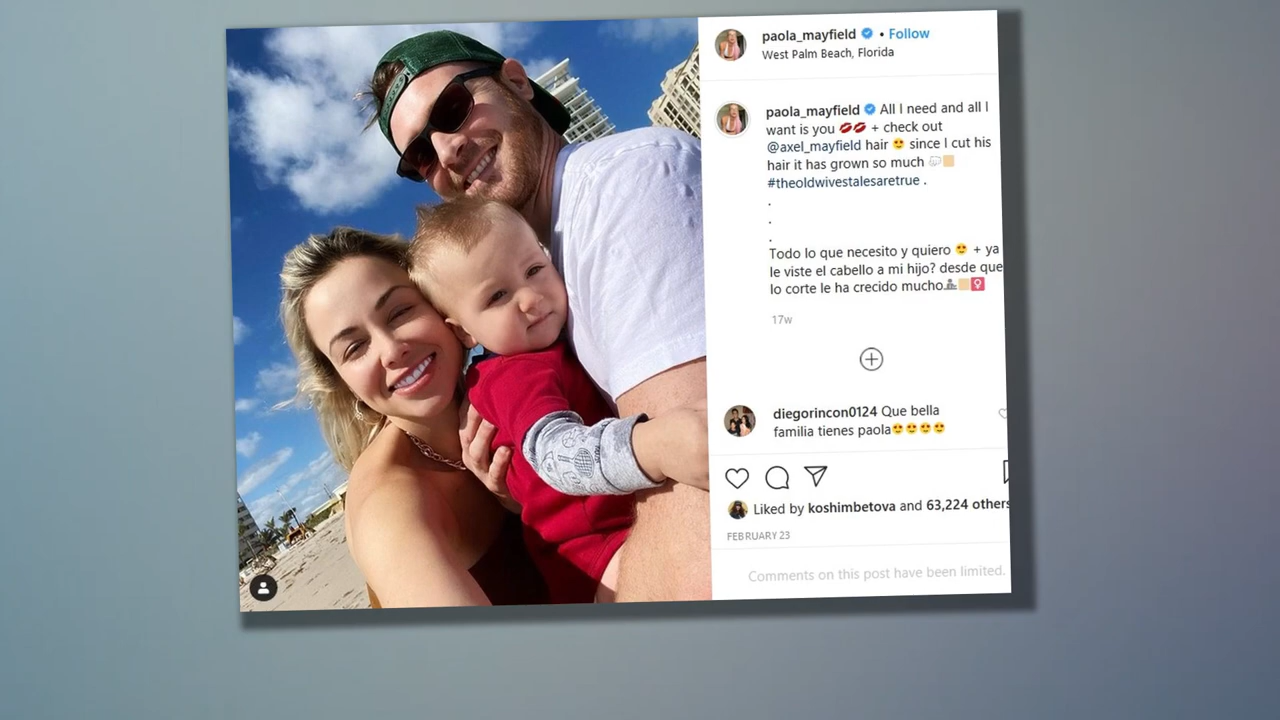 paola_mayfield • Follow
West Palm Beach, Florida
paola_mayfield All I need and all I
want is you 💋💋 + check out
@axel_mayfield hair 😍 since I cut his
hair it has grown so much
#theoldwivestalesaretrue .
.
.
.
Todo lo que necesito y quiero 😍 + ya
le viste el cabello a mi hijo? desde que
lo corte le ha crecido mucho
17w
diegorincon0124 Que bella
familia tienes paola😍😍😍😍
Liked by koshimbetova and 63,224 others
FEBRUARY 23
Comments on this post have been limited.